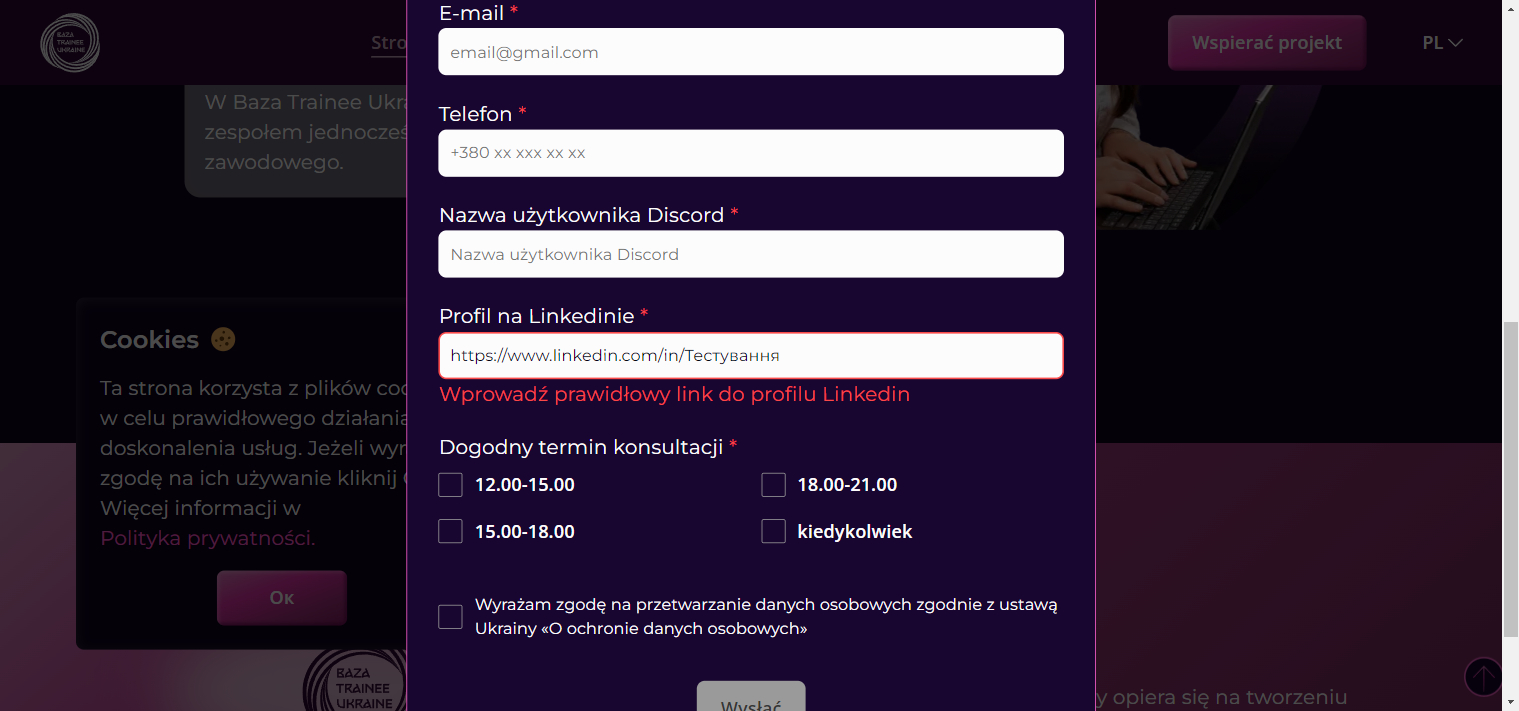 BAZA
TRAINEE
UKRAINE
Stro
Wspierać projekt
PL
W Baza Trainee Ukra
zespołem jednocześ
zawodowego.
E-mail *
email@gmail.com
Telefon *
+380 xx xxx xx xx
Nazwa użytkownika Discord *
Nazwa użytkownika Discord
Profil na Linkedinie *
https://www.linkedin.com/in/Тестування
Wprowadź prawidłowy link do profilu Linkedin
Dogodny termin konsultacji *
12.00-15.00
18.00-21.00
15.00-18.00
kiedykolwiek
Wyrażam zgodę na przetwarzanie danych osobowych zgodnie z ustawą
Ukrainy «O ochronie danych osobowych»
Wysłać
Cookies
Ta strona korzysta z plików coo
w celu prawidłowego działania
doskonalenia usług. Jeżeli wyr
zgodę na ich używanie kliknij
Więcej informacji w
Polityka prywatności.
Ок
BAZA
TRAINEE
UKRAINE
y opiera się na tworzeniu